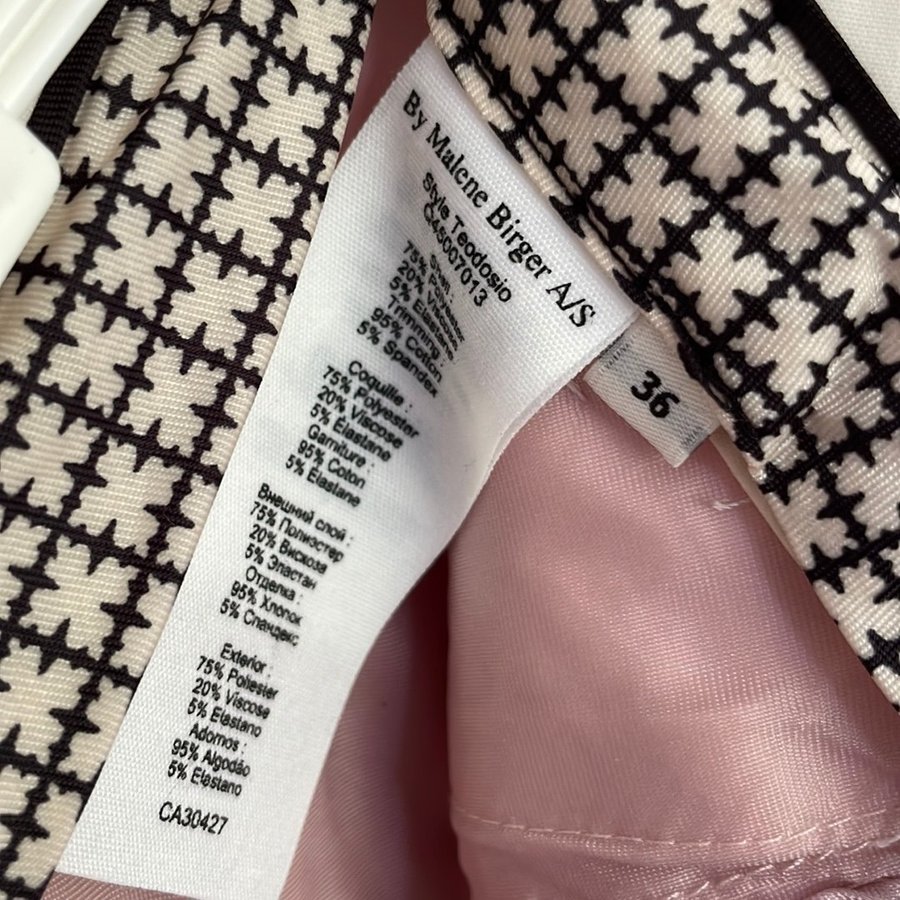 By Malene Birger A/S
Style Teodosio
Q445007013
Shell :
75% Polyester
20% Viscose
5% Elastane
Trimming :
95% Cotton
5% Spandex
Coquille :
75% Polyester
20% Viscose
5% Elastane
Garniture :
95% Cotton
5% Elastane
Внешний слой :
75% Полиэстер
20% Вискоза
5% Эластан
Отделка :
95% Хлопок
5% Спандекс
Exterior :
75% Poliester
20% Viscose
5% Elastano
Adornos :
95% Algodão
5% Elastano
CA30427
36